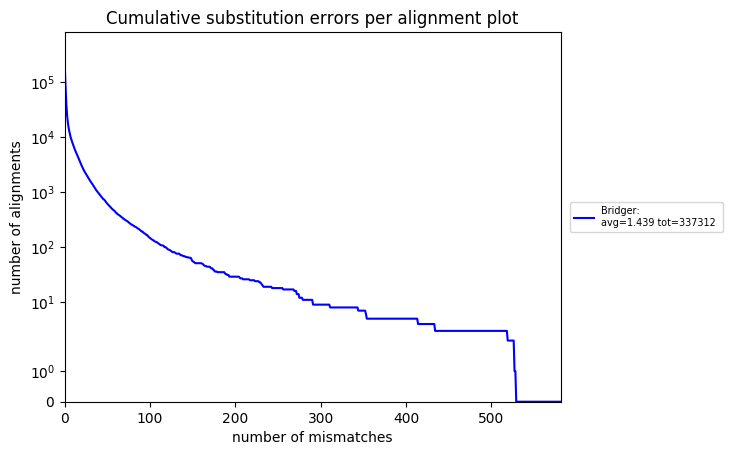 Cumulative substitution errors per alignment plot
number of alignments
10^5
10^4
10^3
10^2
10^1
10^0
0
0 100 200 300 400 500
number of mismatches
Bridger:
avg=1.439 tot=337312